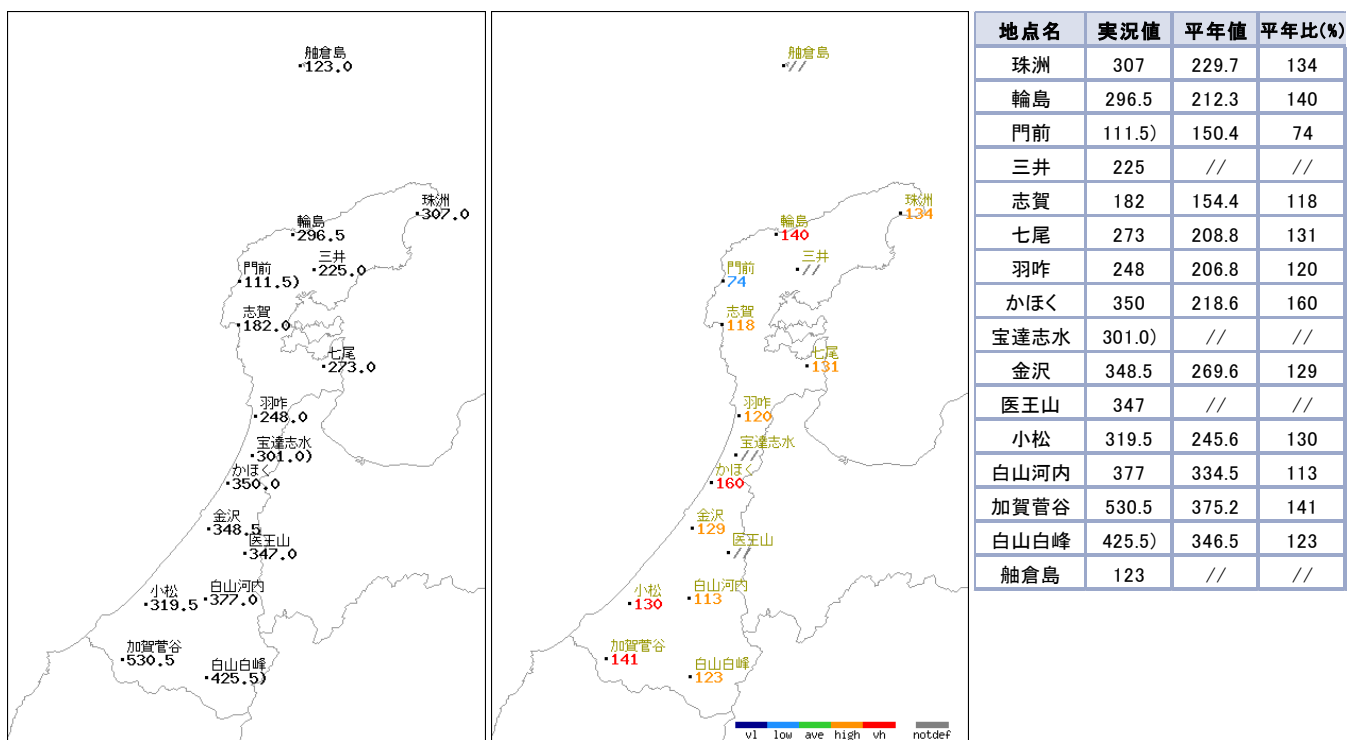 舳倉島
123.0
珠洲
307.0
輪島
296.5
三井
225.0
門前
111.5)
志賀
182.0
七尾
273.0
羽咋
248.0
宝達志水
301.0)
かほく
350.0
金沢
348.5
医王山
347.0
白山河内
377.0
小松
319.5
加賀菅谷
530.5
白山白峰
425.5)
舳倉島
//
珠洲
134
輪島
140
三井
//
門前
74
志賀
118
七尾
131
羽咋
120
宝達志水
//
かほく
160
金沢
129
医王山
//
白山河内
113
小松
130
加賀菅谷
141
白山白峰
123
vl low ave high vh notdef
地点名 実況値 平年値 平年比(%)
珠洲 307 229.7 134
輪島 296.5 212.3 140
門前 111.5) 150.4 74
三井 225 // //
志賀 182 154.4 118
七尾 273 208.8 131
羽咋 248 206.8 120
かほく 350 218.6 160
宝達志水 301.0) // //
金沢 348.5 269.6 129
医王山 347 // //
小松 319.5 245.6 130
白山河内 377 334.5 113
加賀菅谷 530.5 375.2 141
白山白峰 425.5) 346.5 123
舳倉島 123 // //